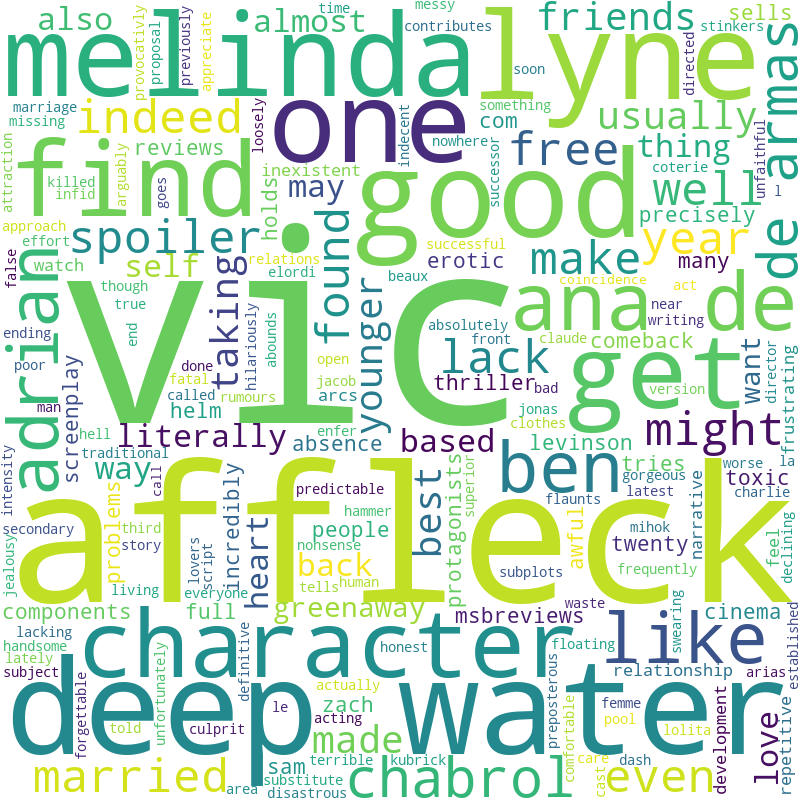 time
messy
also
almost
contributes
friends
sells
stinkers
provocativly
proposal
previously
appreciate
melinda
lyne
soon
directed
de armas
marriage
missing
indeed
loosely
one
something
com
nowhere
indecent
successor
usually
free
thing
coterie
unfaithful
l
attraction
find
reviews
arguably
inexistent
good
well
killed
infid
goes
holds
may
precisely
approach
effort
spoiler
found
successful
make
year
relations
erotic
many
watch
self
elordi
younger
beaux
coincidence
act
false
adrian
though
true
taking
vic
ana de
near
writing
ending
end
hilariously
abounds
open
absolutely
front
claude
comeback
director
frustrating
poor
done
fatal
jacob
lack
get
want
man
screenplay
called
rumours
arcs
thriller
bad
version
helm
jonas
clothes
hell
literally
enfer
might
la
traditional
absence
based
levinson
way
call
ben
tries
worse
intensity
problems
predictable
best
protagonists
superior
gorgeous
toxic
affleck
flaunts
latest
charlie
secondary
third
incredibly
hammer
awful
mihok
narrative
story
heart
people
twenty
feel
declining
jealousy
lovers
script
nonsense
back
subplots
frequently
living
everyone
tells
human
components
full
greenaway
msbreviews
waste
cinema
established
lacking
character
like
swearing
handsome
definitive
honest
floating
lately
relationship
arias
subject
unfortunately
actually
preposterous
forgettable
deep water
le
zach
femme
told
culprit
acting
comfortable
pool
lolita
development
love
repetitive
made
care
cast
sam
terrible
kubrick
dash
married
substitute
chabrol
even
area
disastrous